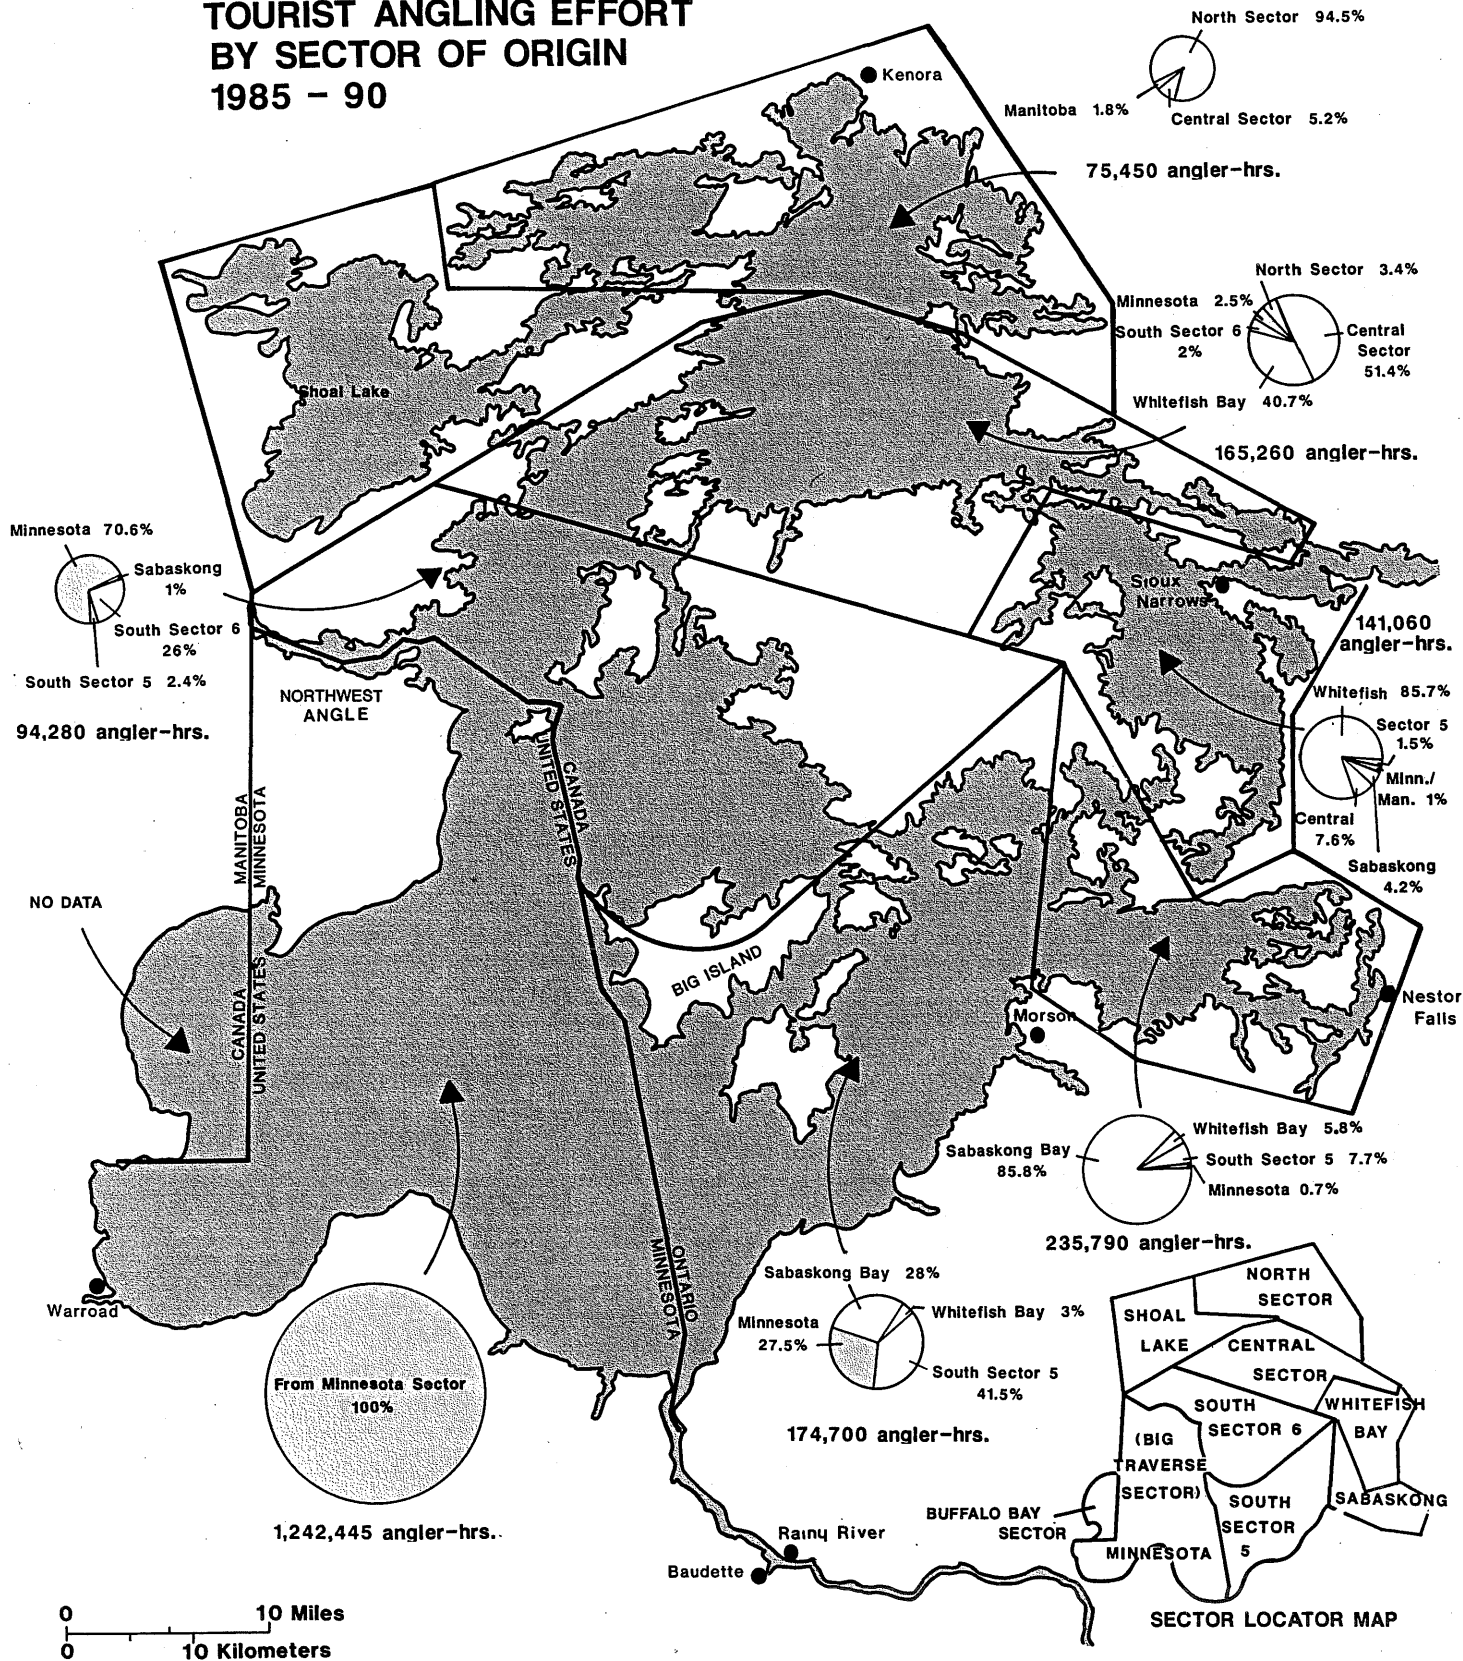 TOURIST ANGLING EFFORT
BY SECTOR OF ORIGIN
1985 - 90
North Sector 94.5%
Manitoba 1.8%
Central Sector 5.2%
75,450 angler-hrs.
Kenora
North Sector 3.4%
Minnesota 2.5%
South Sector 6
2%
Central
Sector
51.4%
Whitefish Bay 40.7%
165,260 angler-hrs.
Shoal Lake
Minnesota 70.6%
Sabaskong
1%
South Sector 6
26%
South Sector 5 2.4%
94,280 angler-hrs.
NORTHWEST
ANGLE
Sioux
Narrows
141,060
angler-hrs.
Whitefish 85.7%
Sector 5
1.5%
Minn./
Man. 1%
Central
7.6%
Sabaskong
4.2%
CANADA
UNITED STATES
MANITOBA
MINNESOTA
NO DATA
CANADA
UNITED STATES
BIG ISLAND
Morson
Nestor
Falls
Sabaskong Bay
85.8%
Whitefish Bay 5.8%
South Sector 5 7.7%
Minnesota 0.7%
235,790 angler-hrs.
ONTARIO
MINNESOTA
Warroad
Sabaskong Bay 28%
Minnesota
27.5%
Whitefish Bay 3%
South Sector 5
41.5%
174,700 angler-hrs.
From Minnesota Sector
100%
1,242,445 angler-hrs.
Rainy River
Baudette
NORTH
SECTOR
SHOAL
LAKE
CENTRAL
SECTOR
SOUTH
SECTOR 6
WHITEFISH
BAY
(BIG
TRAVERSE
SECTOR)
SOUTH
SECTOR
5
SABASKONG
BUFFALO BAY
SECTOR
MINNESOTA
SECTOR LOCATOR MAP
0 10 Miles
0 10 Kilometers